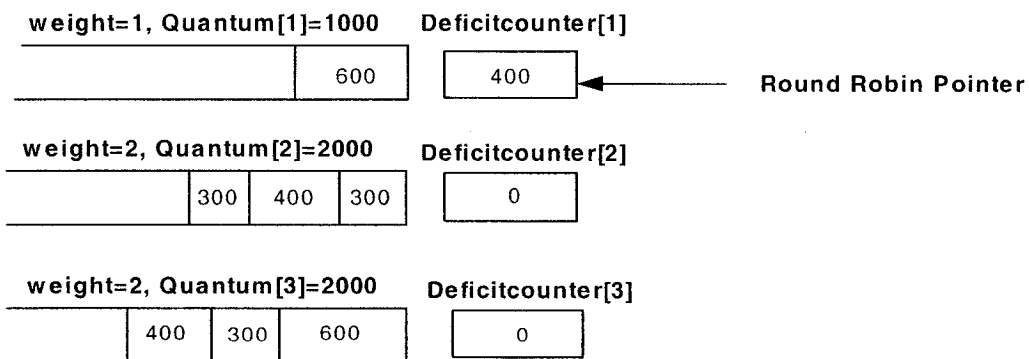 weight=1, Quantum[1]=1000 Deficitcounter[1]
600 400 Round Robin Pointer
weight=2, Quantum[2]=2000 Deficitcounter[2]
300 400 300 0
weight=2, Quantum[3]=2000 Deficitcounter[3]
400 300 600 0